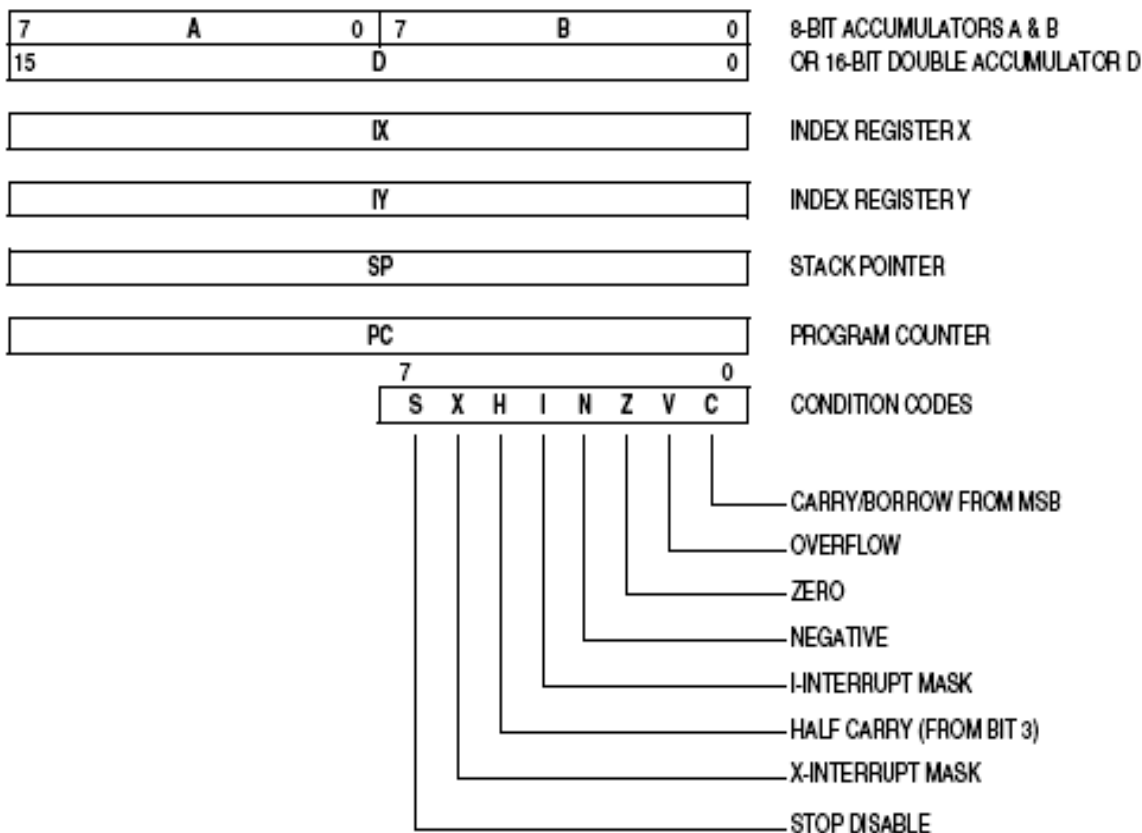 7 A 0 7 B 0 8-BIT ACCUMULATORS A & B
15 D 0 OR 16-BIT DOUBLE ACCUMULATOR D
IX INDEX REGISTER X
IY INDEX REGISTER Y
SP STACK POINTER
PC PROGRAM COUNTER
7 0
S X H I N Z V C CONDITION CODES
CARRY/BORROW FROM MSB
OVERFLOW
ZERO
NEGATIVE
I-INTERRUPT MASK
HALF CARRY (FROM BIT 3)
X-INTERRUPT MASK
STOP DISABLE